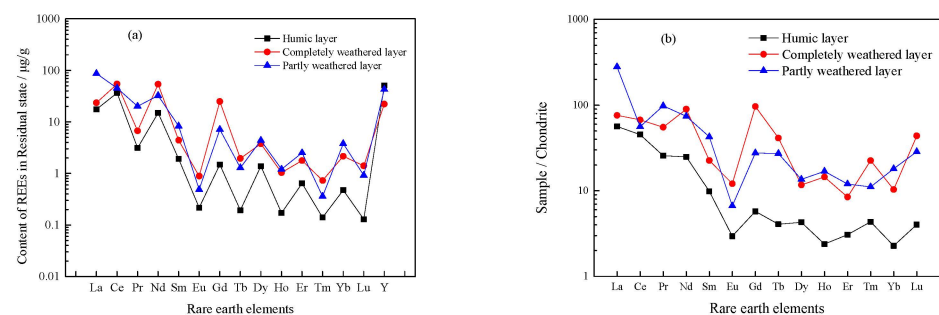 (a)
Humic layer
Completely weathered layer
Partly weathered layer
Content of REEs in Residual state / μg/g
1000
100
10
1
0.1
0.01
La Ce Pr Nd Sm Eu Gd Tb Dy Ho Er Tm Yb Lu Y
Rare earth elements
(b)
Humic layer
Completely weathered layer
Partly weathered layer
Sample / Chondrite
1000
100
10
1
La Ce Pr Nd Sm Eu Gd Tb Dy Ho Er Tm Yb Lu
Rare earth elements